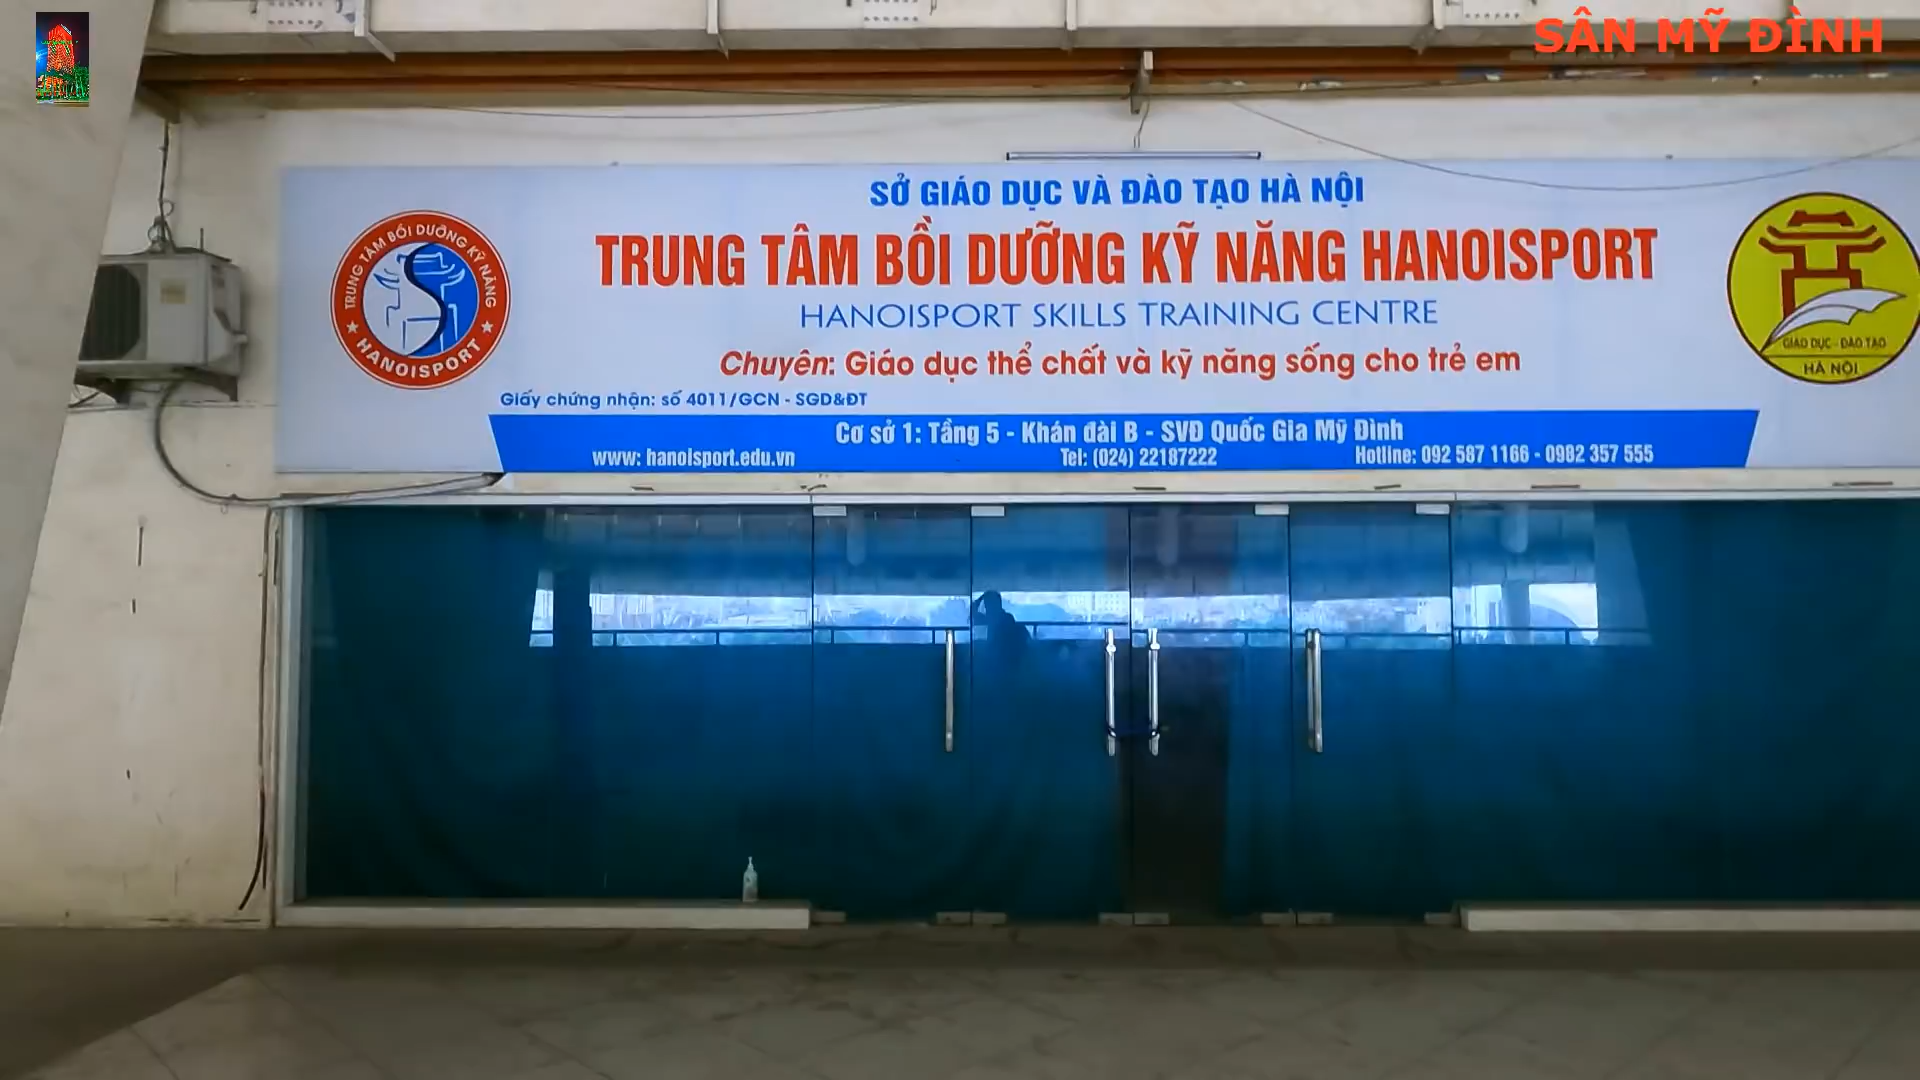 SÂN MỸ ĐÌNH
SỞ GIÁO DỤC VÀ ĐÀO TẠO HÀ NỘI
TRUNG TÂM BỒI DƯỠNG KỸ NĂNG HANOISPORT
HANOISPORT SKILLS TRAINING CENTRE
Chuyên: Giáo dục thể chất và kỹ năng sống cho trẻ em
Giấy chứng nhận: số 4011/GCN - SGD&ĐT
Cơ sở 1: Tầng 5 - Khán đài B - SVĐ Quốc Gia Mỹ Đình
www: hanoisport.edu.vn Tel: (024) 22187222 Hotline: 092 587 1166 - 0982 357 555
TRUNG TÂM BỒI DƯỠNG KỸ NĂNG
HANOISPORT
GIÁO DỤC - ĐÀO TẠO
HÀ NỘI